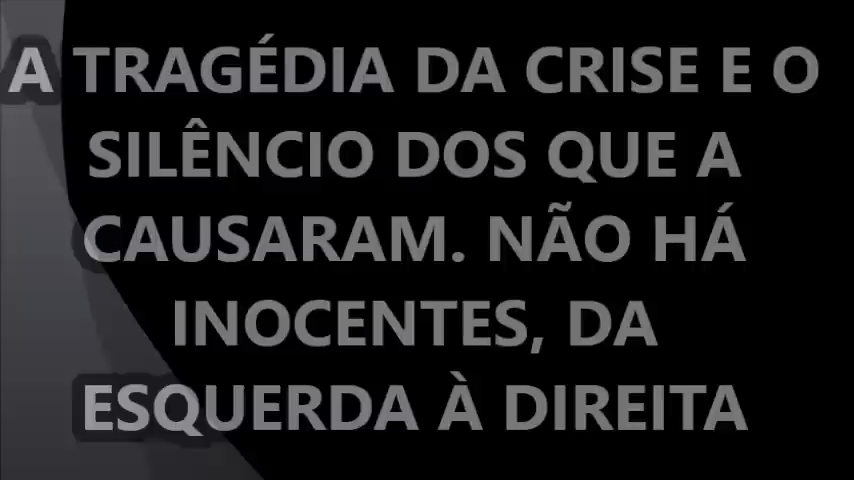 A TRAGÉDIA DA CRISE E O
SILÊNCIO DOS QUE A
CAUSARAM. NÃO HÁ
INOCENTES, DA
ESQUERDA À DIREITA